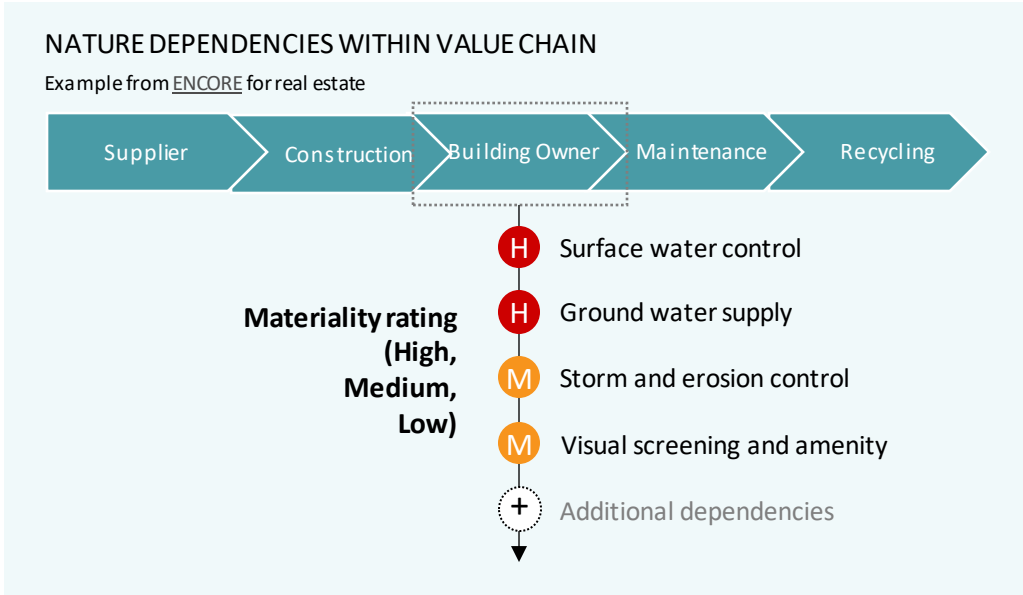 NATURE DEPENDENCIES WITHIN VALUE CHAIN
Example from ENCORE for real estate
Supplier
Construction
Building Owner
Maintenance
Recycling
H Surface water control
H Ground water supply
Materiality rating
(High,
Medium,
Low)
M Storm and erosion control
M Visual screening and amenity
+ Additional dependencies